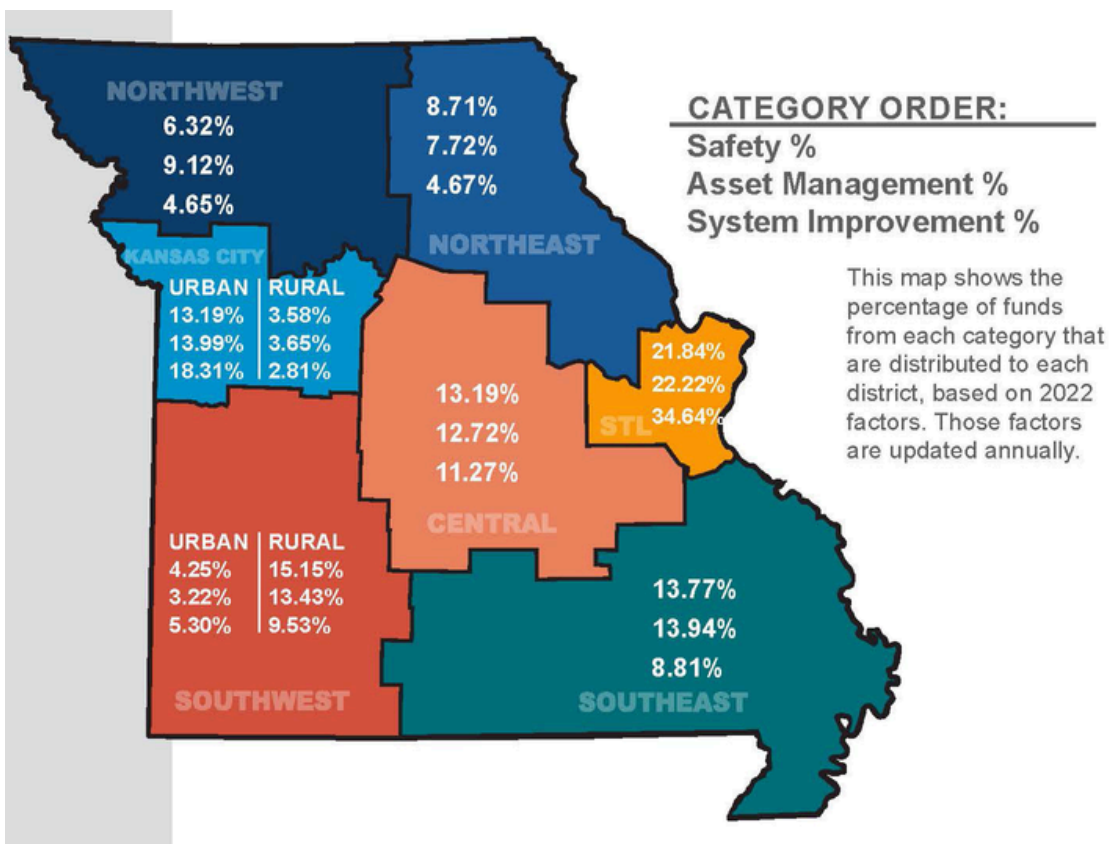 NORTHWEST
6.32%
9.12%
4.65%
8.71%
7.72%
4.67%
NORTHEAST
CATEGORY ORDER:
Safety %
Asset Management %
System Improvement %
This map shows the
percentage of funds
from each category that
are distributed to each
district, based on 2022
factors. Those factors
are updated annually.
KANSAS CITY
URBAN RURAL
13.19% 3.58%
13.99% 3.65%
18.31% 2.81%
21.84%
22.22%
34.64%
STL
13.19%
12.72%
11.27%
CENTRAL
URBAN RURAL
4.25% 15.15%
3.22% 13.43%
5.30% 9.53%
SOUTHWEST
13.77%
13.94%
8.81%
SOUTHEAST